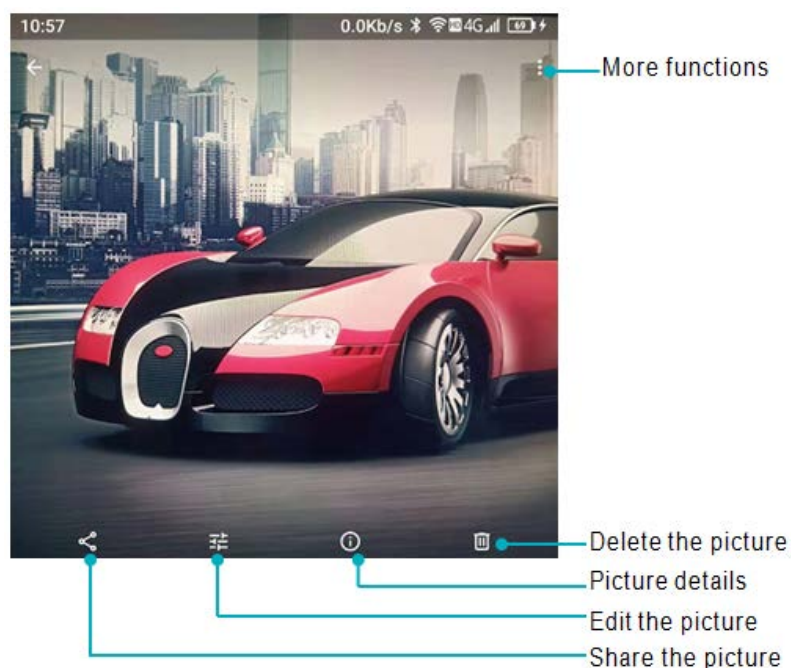 10:57 0.0Kb/s HD 4G 69
More functions
Delete the picture
Picture details
Edit the picture
Share the picture